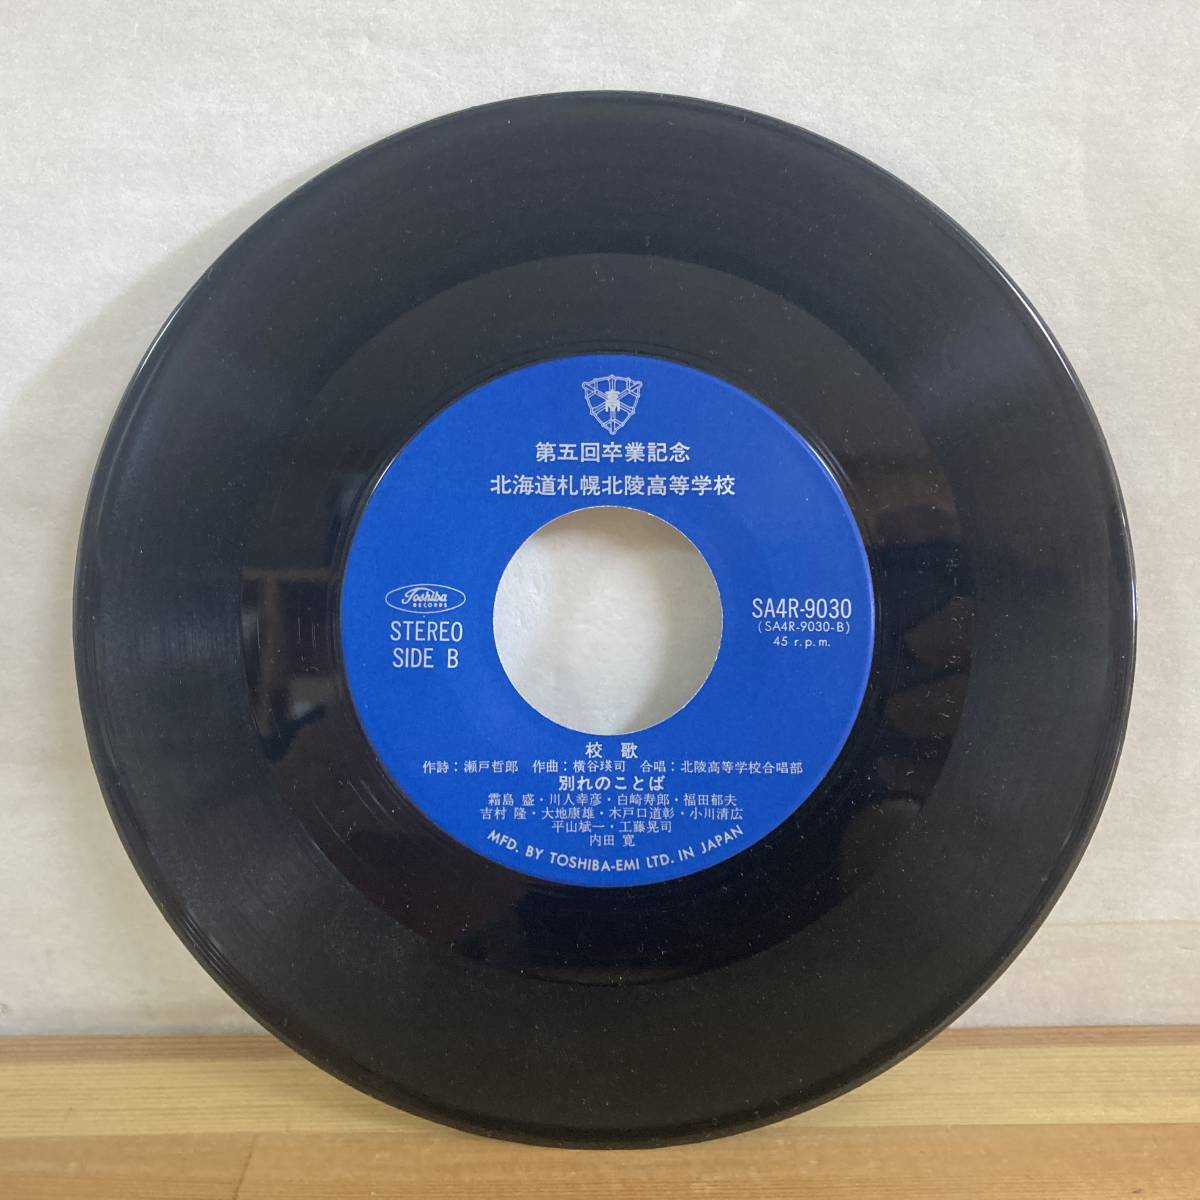 第五回卒業記念
北海道札幌北陵高等学校
Toshiba
RECORDS
STEREO
SIDE B
SA4R-9030
(SA4R-9030-B)
45 r.p.m.
校歌
作詩:瀬戸哲郎 作曲:横谷瑛司 合唱:北陵高等学校合唱部
別れのことば
霜島 盛・川人幸彦・白崎寿郎・福田郁夫
吉村 隆・大地康雄・木戸口道彰・小川清広
平山城一・工藤晃司
内田 寛
MFD. BY TOSHIBA-EMI LTD. IN JAPAN